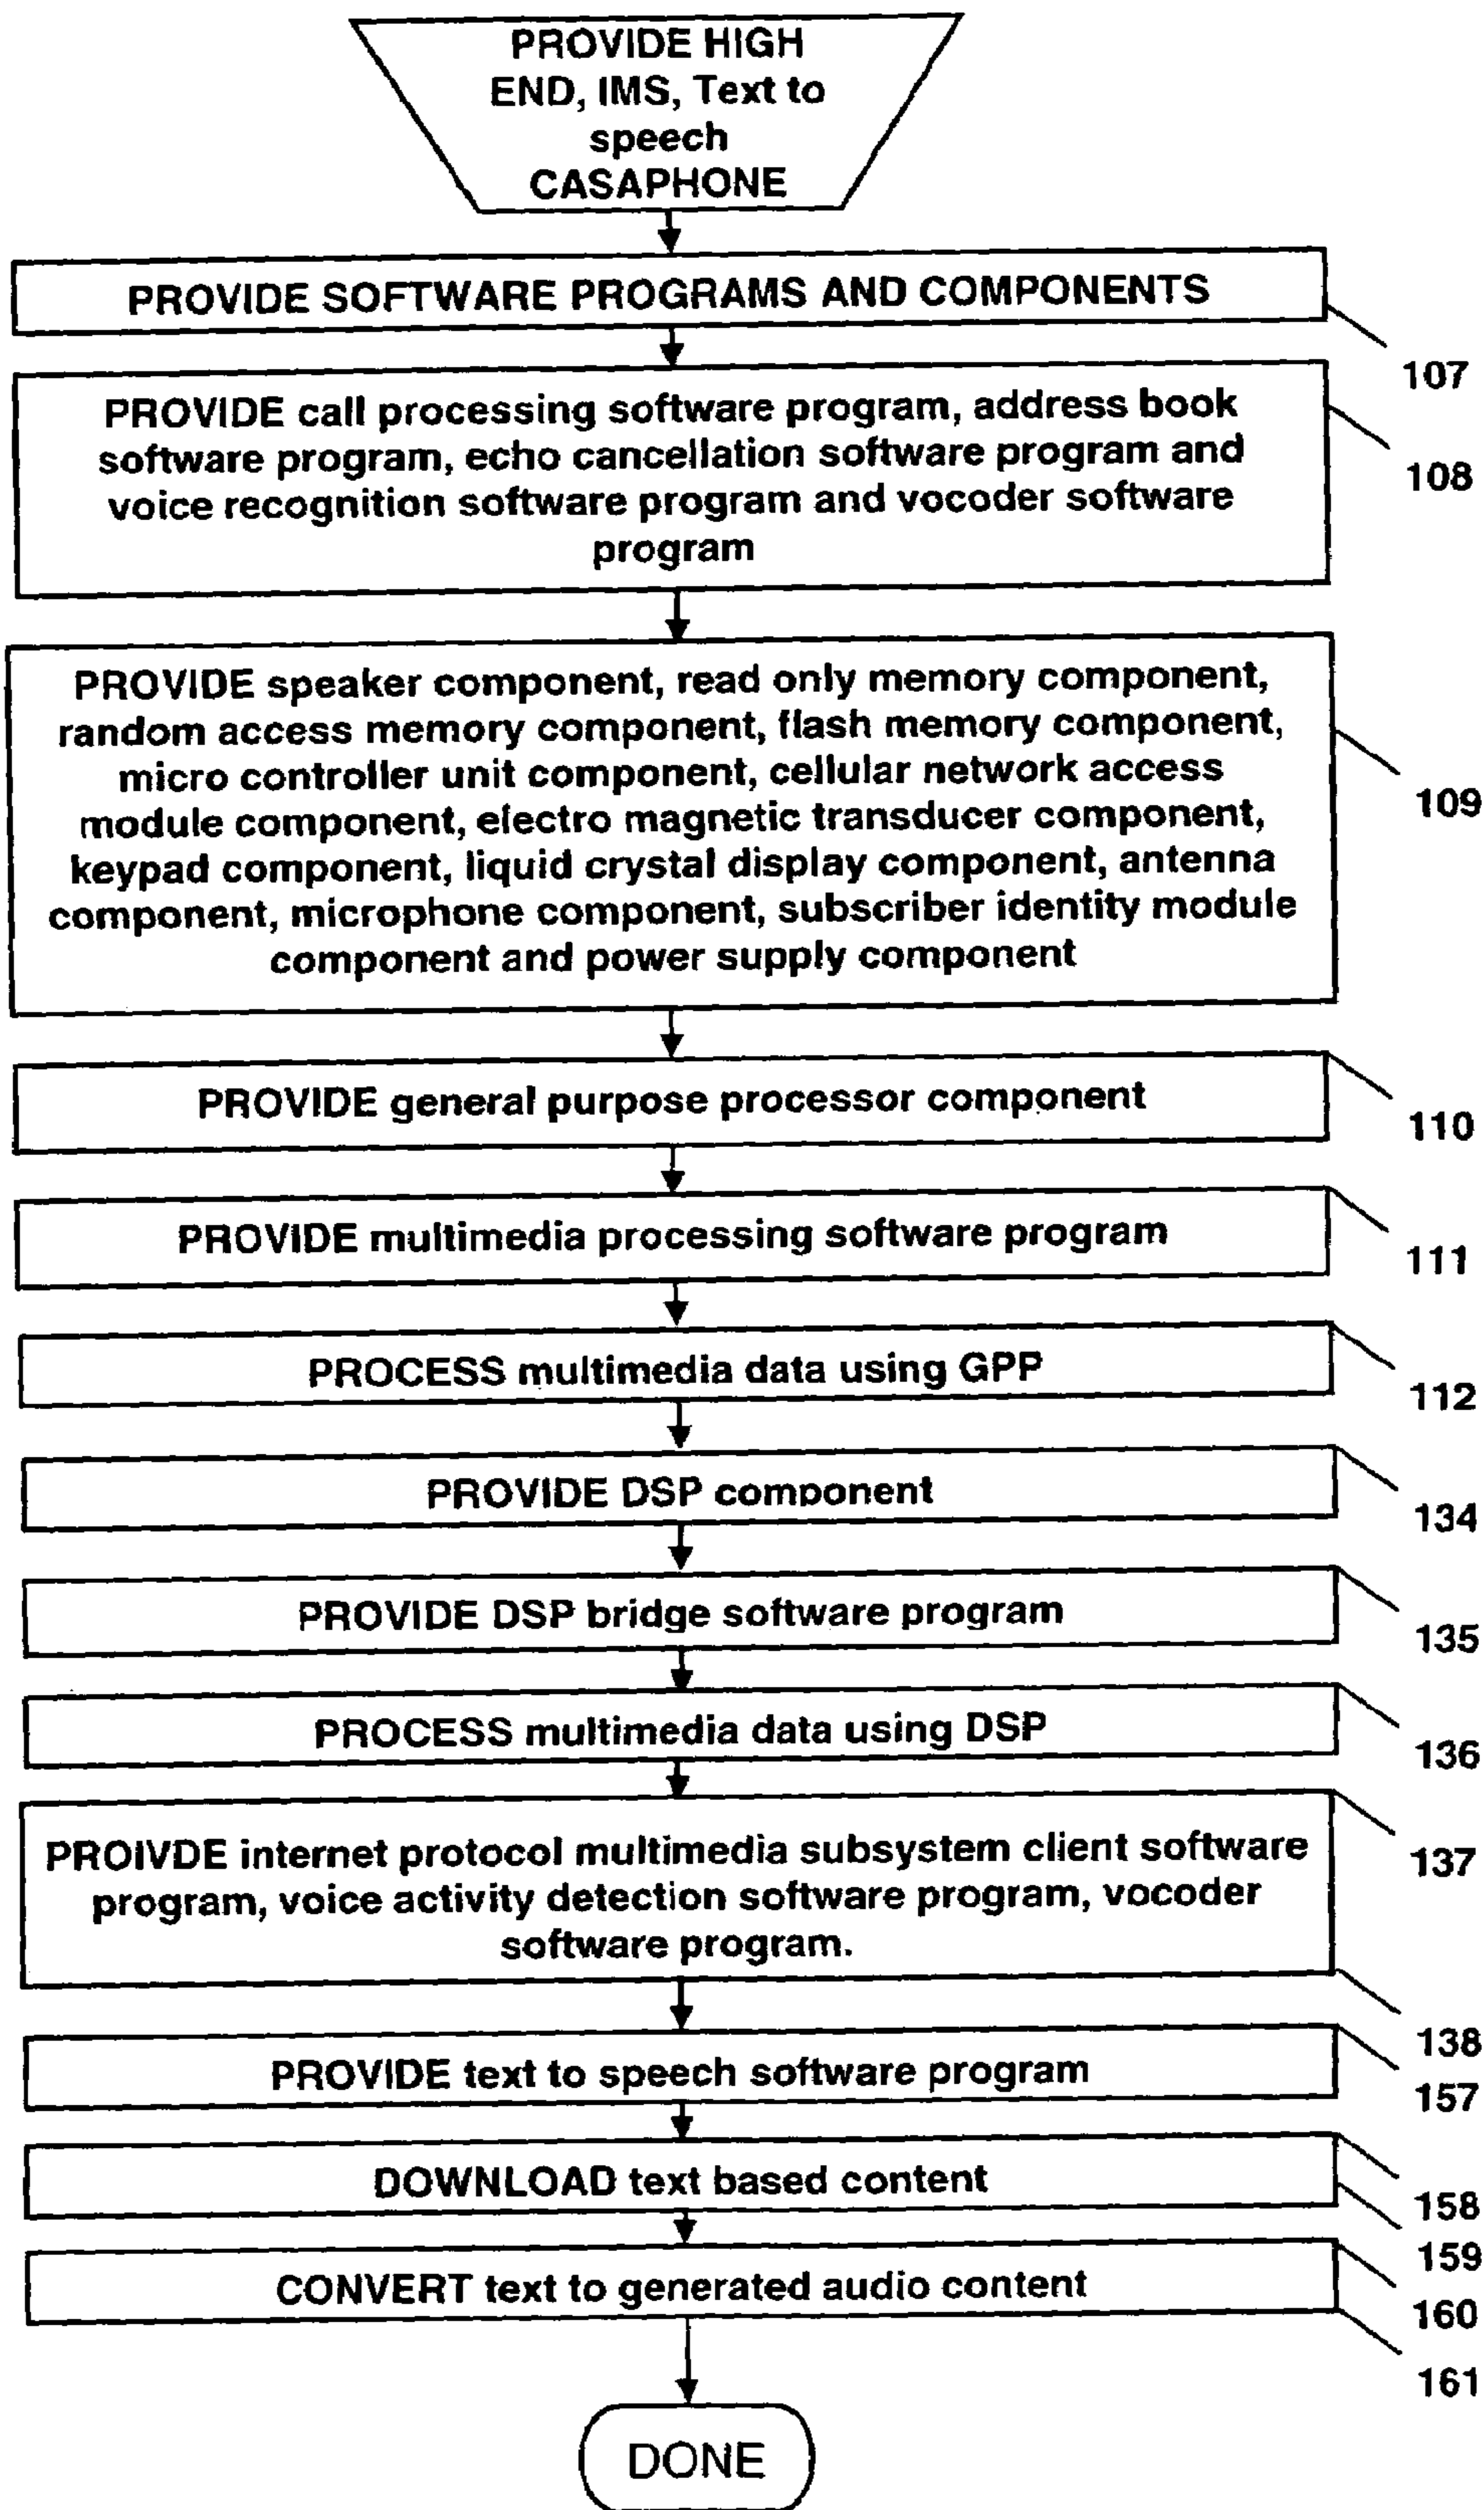 PROVIDE HIGH
END, IMS, Text to
speech
CASAPHONE
PROVIDE SOFTWARE PROGRAMS AND COMPONENTS
107
PROVIDE call processing software program, address book
software program, echo cancellation software program and
voice recognition software program and vocoder software
program
108
PROVIDE speaker component, read only memory component,
random access memory component, flash memory component,
micro controller unit component, cellular network access
module component, electro magnetic transducer component,
keypad component, liquid crystal display component, antenna
component, microphone component, subscriber identity module
component and power supply component
109
PROVIDE general purpose processor component
110
PROVIDE multimedia processing software program
111
PROCESS multimedia data using GPP
112
PROVIDE DSP component
134
PROVIDE DSP bridge software program
135
PROCESS multimedia data using DSP
136
PROIVDE internet protocol multimedia subsystem client software
program, voice activity detection software program, vocoder
software program.
137
138
PROVIDE text to speech software program
157
DOWNLOAD text based content
158
159
CONVERT text to generated audio content
160
161
DONE